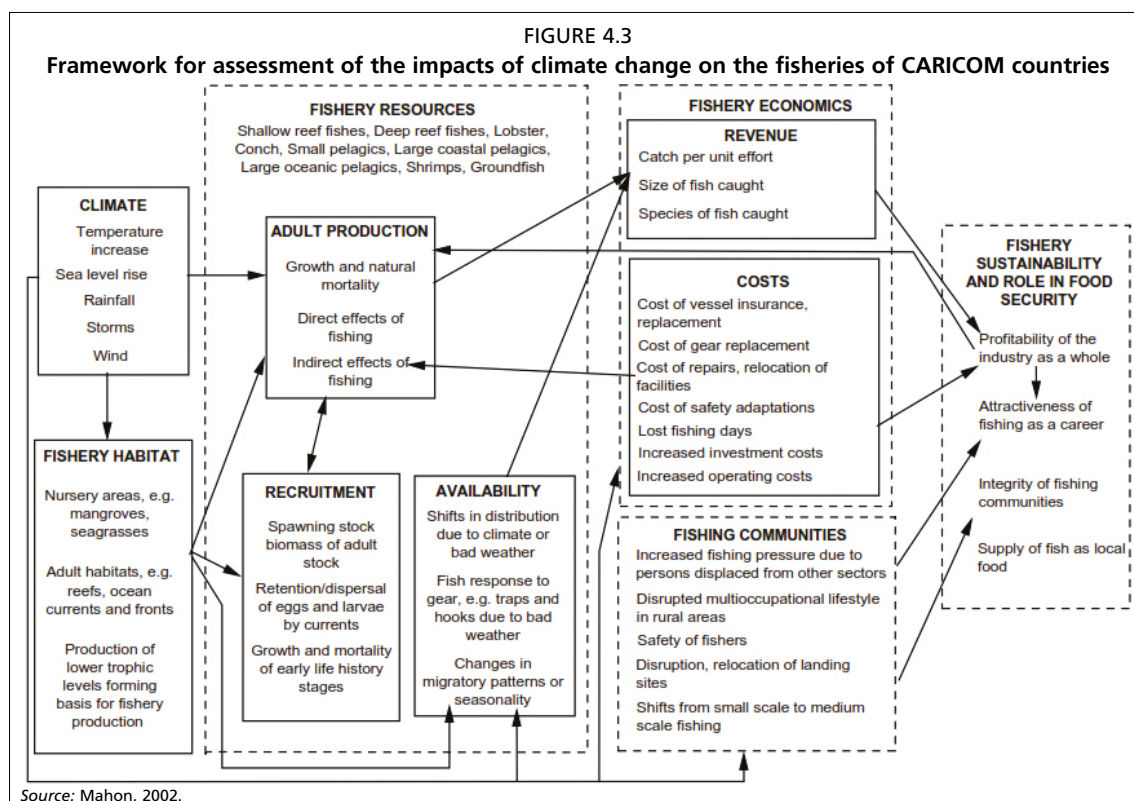 FIGURE 4.3
Framework for assessment of the impacts of climate change on the fisheries of CARICOM countries
FISHERY RESOURCES
Shallow reef fishes, Deep reef fishes, Lobster,
Conch, Small pelagics, Large coastal pelagics,
Large oceanic pelagics, Shrimps, Groundfish
CLIMATE
Temperature
increase
Sea level rise
Rainfall
Storms
Wind
FISHERY HABITAT
Nursery areas, e.g.
mangroves,
seagrasses
Adult habitats, e.g.
reefs, ocean
currents and fronts
Production of
lower trophic
levels forming
basis for fishery
production
ADULT PRODUCTION
Growth and natural
mortality
Direct effects of
fishing
Indirect effects of
fishing
RECRUITMENT
Spawning stock
biomass of adult
stock
Retention/dispersal
of eggs and larvae
by currents
Growth and mortality
of early life history
stages
AVAILABILITY
Shifts in distribution
due to climate or
bad weather
Fish response to
gear, e.g. traps and
hooks due to bad
weather
Changes in
migratory patterns or
seasonality
FISHERY ECONOMICS
REVENUE
Catch per unit effort
Size of fish caught
Species of fish caught
COSTS
Cost of vessel insurance,
replacement
Cost of gear replacement
Cost of repairs, relocation of
facilities
Cost of safety adaptations
Lost fishing days
Increased investment costs
Increased operating costs
FISHING COMMUNITIES
Increased fishing pressure due to
persons displaced from other sectors
Disrupted multioccupational lifestyle
in rural areas
Safety of fishers
Disruption, relocation of landing
sites
Shifts from small scale to medium
scale fishing
FISHERY
SUSTAINABILITY
AND ROLE IN FOOD
SECURITY
Profitability of the
industry as a whole
Attractiveness of
fishing as a career
Integrity of fishing
communities
Supply of fish as local
food
Source: Mahon, 2002.